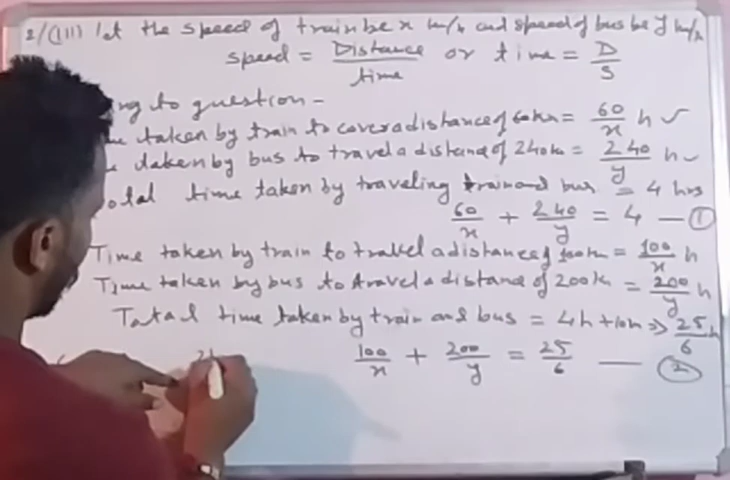 2/(III) let the speed of train be x km/h and speed of bus be y km/h
speed = Distance / time or time = D/S
ng to question -
taken by train to cover a distance of 60km = 60/x h ✓
taken by bus to travel a distance of 240k = 240/y h ✓
otal time taken by traveling train and bus = 4 hrs
60/x + 240/y = 4 — ①
Time taken by train to travel a distance of 100k = 100/x h
Time taken by bus to travel a distance of 200k = 200/y h
Total time taken by train and bus = 4h + 10m => 25/6 h
100/x + 200/y = 25/6 — ②